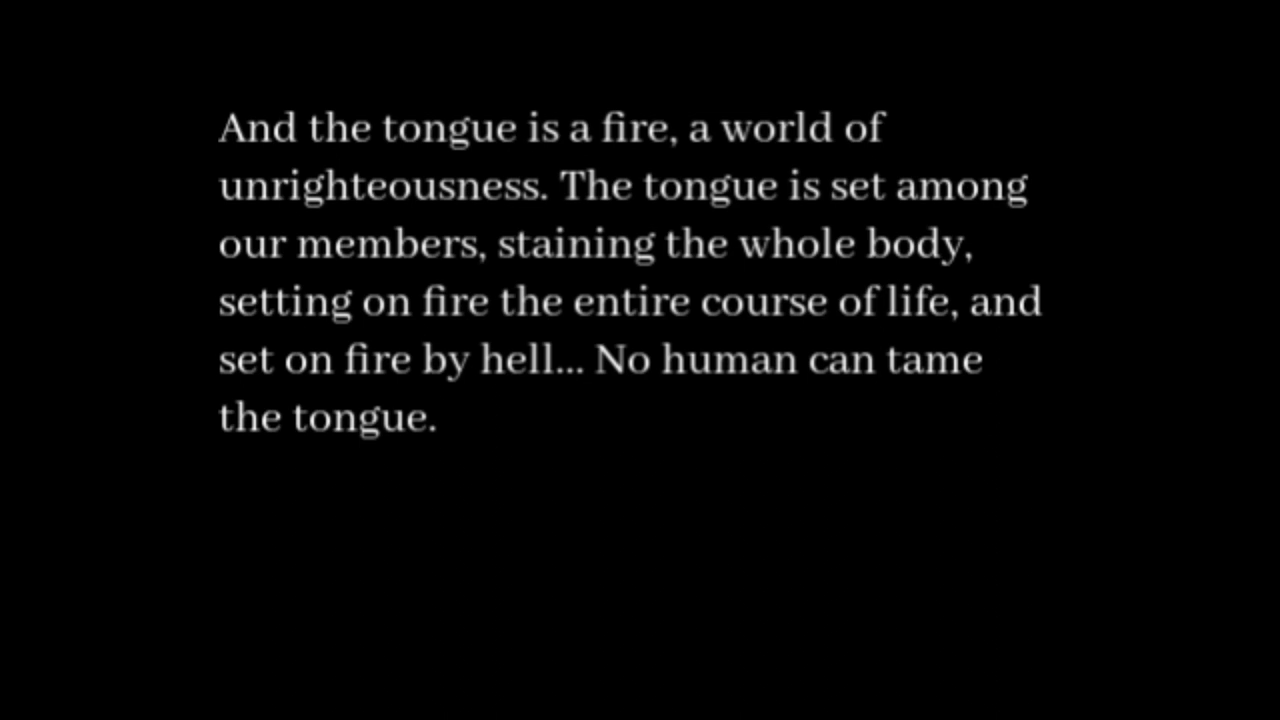 And the tongue is a fire, a world of
unrighteousness. The tongue is set among
our members, staining the whole body,
setting on fire the entire course of life, and
set on fire by hell... No human can tame
the tongue.